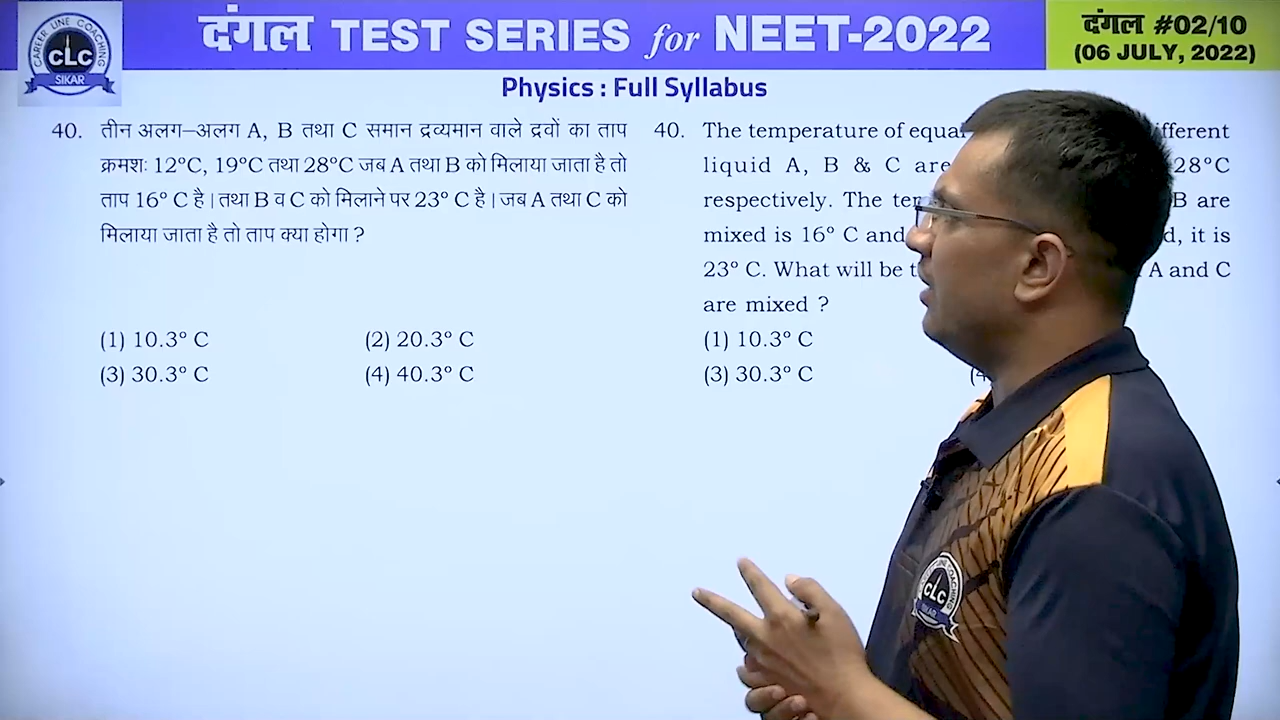 दंगल TEST SERIES for NEET-2022
दंगल #02/10
(06 JULY, 2022)
CAREER LINE COACHING
CLC
SIKAR
Physics : Full Syllabus
40. तीन अलग–अलग A, B तथा C समान द्रव्यमान वाले द्रवों का ताप
क्रमशः 12°C, 19°C तथा 28°C जब A तथा B को मिलाया जाता है तो
ताप 16° C है। तथा B व C को मिलाने पर 23° C है। जब A तथा C को
मिलाया जाता है तो ताप क्या होगा ?
(1) 10.3° C (2) 20.3° C
(3) 30.3° C (4) 40.3° C
40. The temperature of
liquid A, B & C are 28°C
respectively. The B are
mixed is 16° C and it is
23° C. What will be A and C
are mixed ?
(1) 10.3° C
(3) 30.3° C
CLC
SIKAR